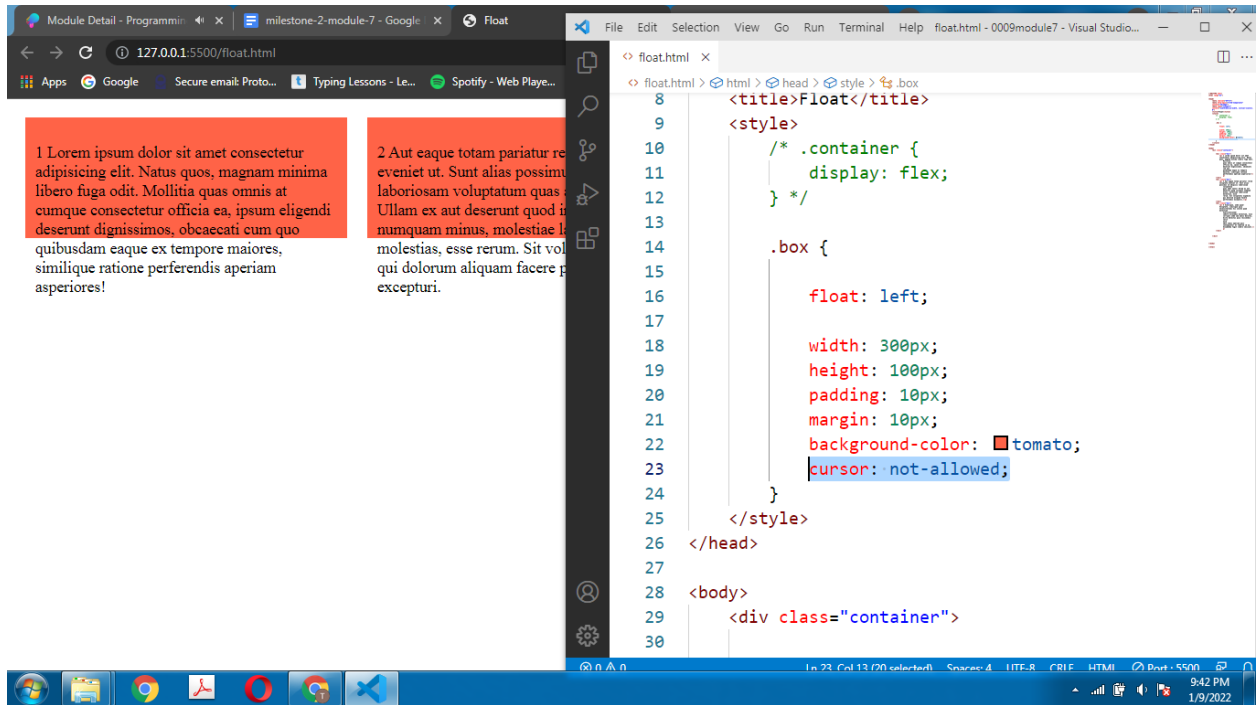 Module Detail - Programmin
milestone-2-module-7 - Google
Float
127.0.0.1:5500/float.html
Apps
Google
Secure email: Proto...
Typing Lessons - Le...
Spotify - Web Playe...
1 Lorem ipsum dolor sit amet consectetur
adipisicing elit. Natus quos, magnam minima
libero fuga odit. Mollitia quas omnis at
cumque consectetur officia ea, ipsum eligendi
deserunt dignissimos, obcaecati cum quo
quibusdam eaque ex tempore maiores,
similique ratione perferendis aperiam
asperiores!
2 Aut eaque totam pariatur re
eveniet ut. Sunt alias possimu
laboriosam voluptatum quas
Ullam ex aut deserunt quod i
numquam minus, molestiae l
molestias, esse rerum. Sit vol
qui dolorum aliquam facere p
excepturi.
File Edit Selection View Go Run Terminal Help float.html - 0009module7 - Visual Studio...
float.html
float.html > html > head > style > .box
8 <title>Float</title>
9 <style>
10 /* .container {
11 display: flex;
12 } */
13
14 .box {
15
16 float: left;
17
18 width: 300px;
19 height: 100px;
20 padding: 10px;
21 margin: 10px;
22 background-color: tomato;
23 cursor: not-allowed;
24 }
25 </style>
26 </head>
27
28 <body>
29 <div class="container">
30
0 0 Ln 23, Col 13 (20 selected) Spaces: 4 UTF-8 CRLF HTML Port : 5500
9:42 PM
1/9/2022